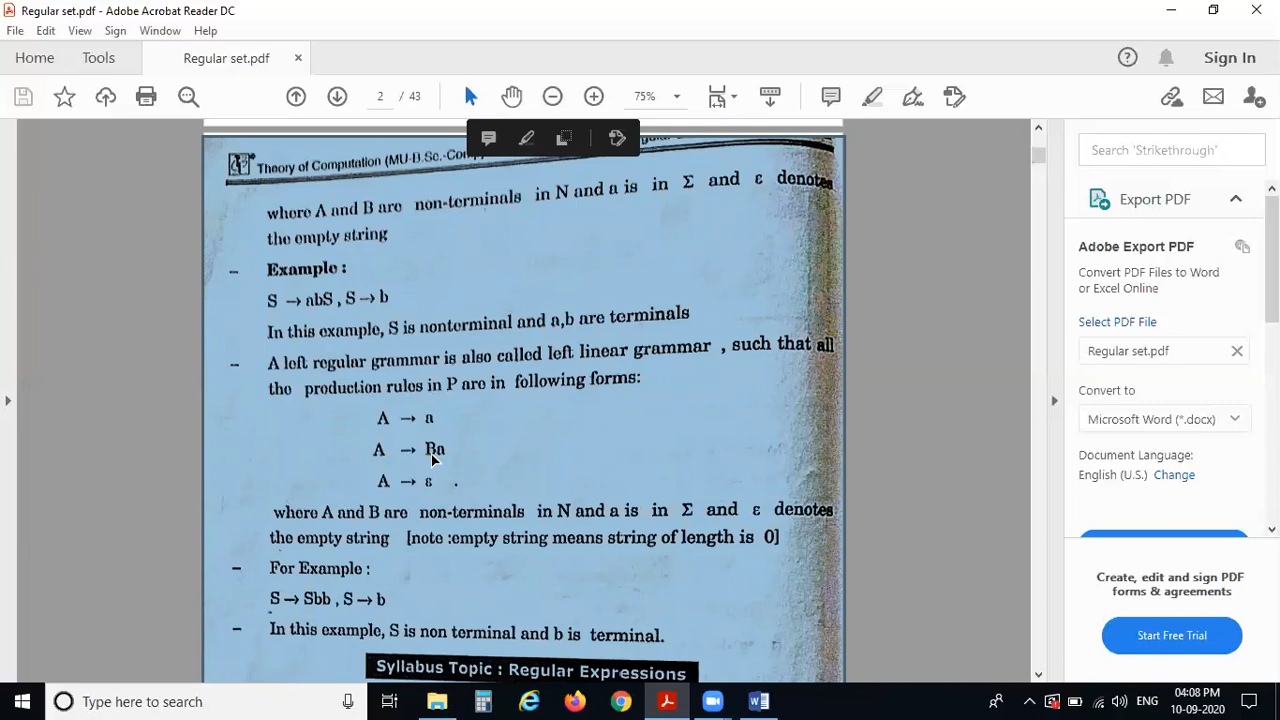 Regular set.pdf - Adobe Acrobat Reader DC
File Edit View Sign Window Help
Home Tools Regular set.pdf × Sign In
2 / 43 75%
Theory of Computation (MU-B.Sc.-Comp
where A and B are non-terminals in N and a is in Σ and ε denotes
the empty string
– Example :
S → abS , S → b
In this example, S is nonterminal and a,b are terminals
– A left regular grammar is also called left linear grammar , such that all
the production rules in P are in following forms:
A → a
A → Ba
A → ε .
where A and B are non-terminals in N and a is in Σ and ε denotes
the empty string [note :empty string means string of length is 0]
– For Example :
S → Sbb , S → b
– In this example, S is non terminal and b is terminal.
Syllabus Topic : Regular Expressions
Search 'Strikethrough'
Export PDF
Adobe Export PDF
Convert PDF Files to Word
or Excel Online
Select PDF File
Regular set.pdf
Convert to
Microsoft Word (*.docx)
Document Language:
English (U.S.) Change
Create, edit and sign PDF
forms & agreements
Start Free Trial
Type here to search
ENG
04:08 PM
10-09-2020